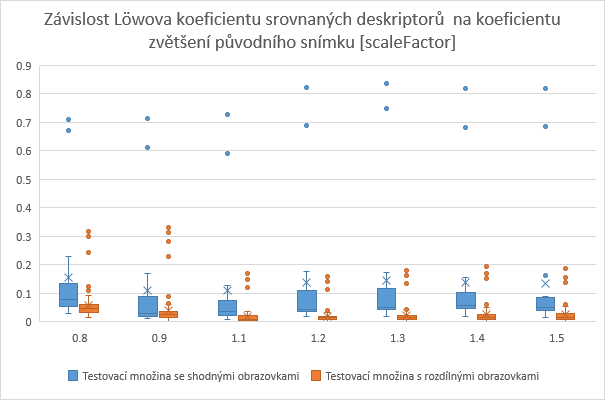 Závislost Löwova koeficientu srovnaných deskriptorů na koeficientu
zvětšení původního snímku [scaleFactor]
0.9
0.8
0.7
0.6
0.5
0.4
0.3
0.2
0.1
0
0.8 0.9 1.1 1.2 1.3 1.4 1.5
Testovací množina se shodnými obrazovkami Testovací množina s rozdílnými obrazovkami